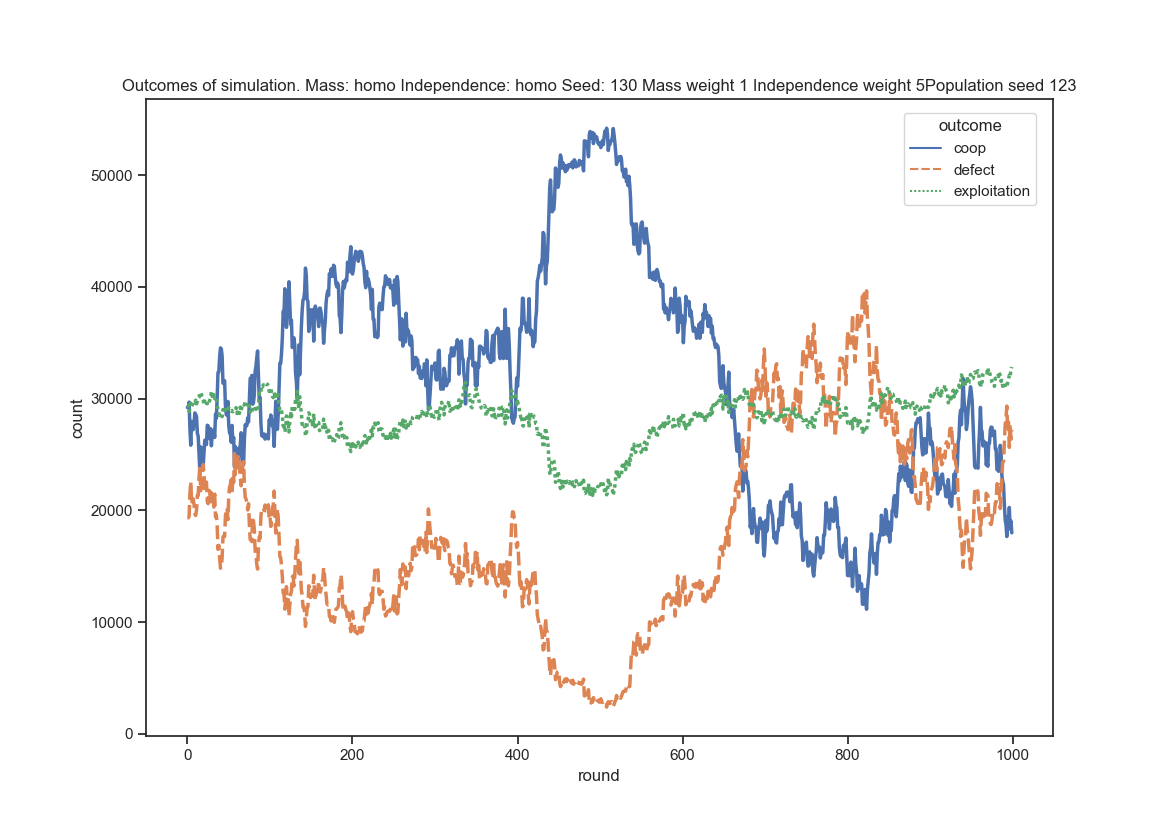 Outcomes of simulation. Mass: homo Independence: homo Seed: 130 Mass weight 1 Independence weight 5Population seed 123
outcome
coop
defect
exploitation
50000
40000
30000
20000
10000
0
count
0 200 400 600 800 1000
round